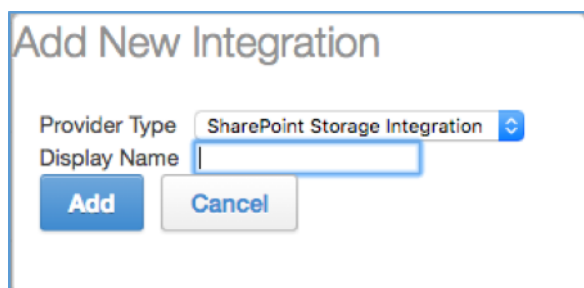 Add New Integration
Provider Type SharePoint Storage Integration
Display Name
Add Cancel